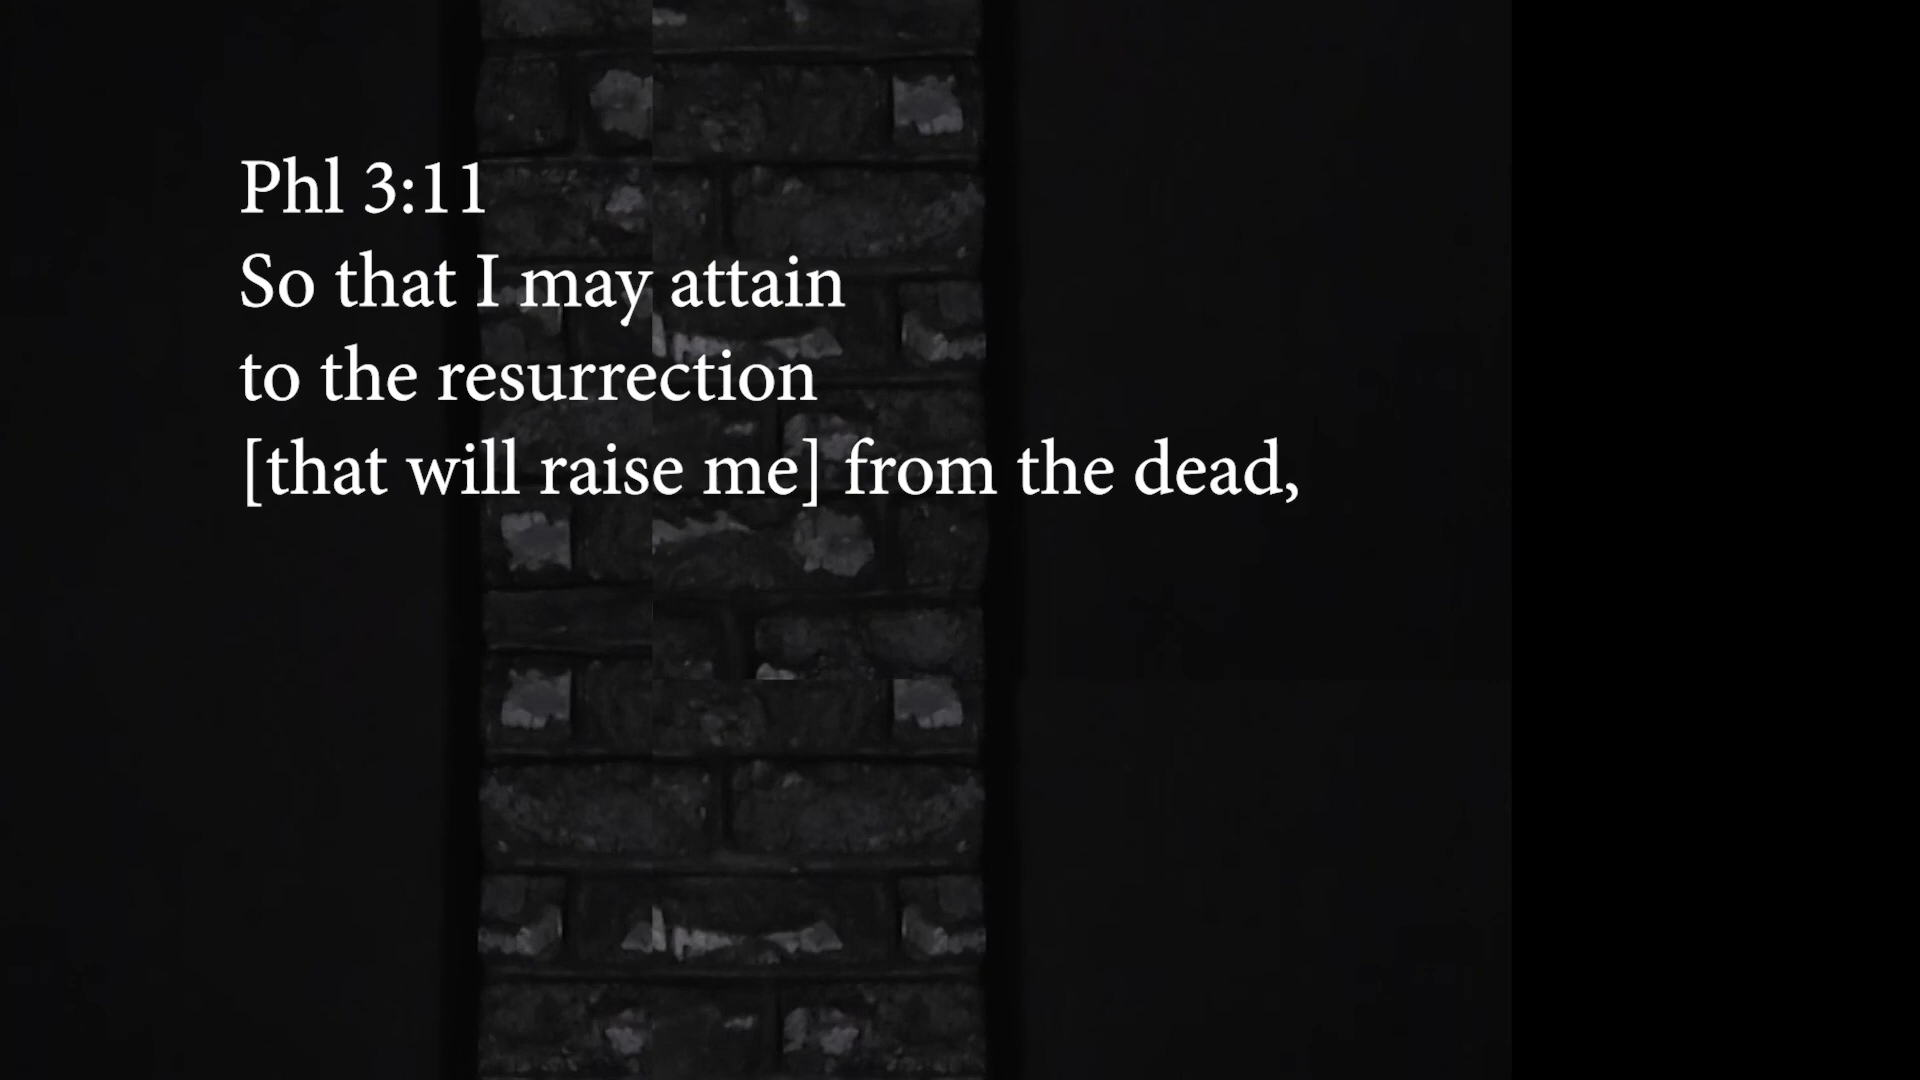 Phl 3:11
So that I may attain
to the resurrection
[that will raise me] from the dead,